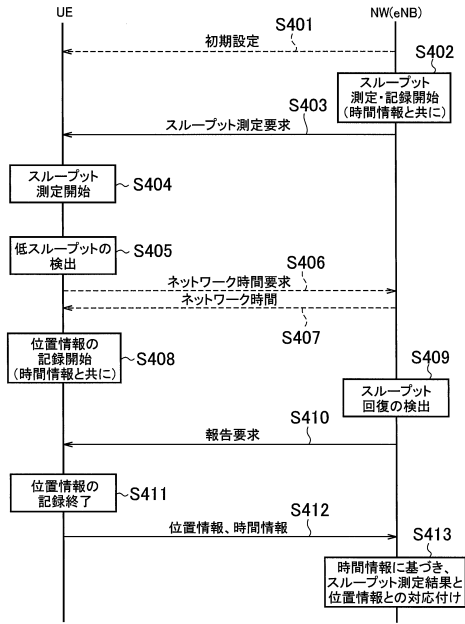 UE
NW(eNB)
S401
初期設定
S402
スループット
測定・記録開始
(時間情報と共に)
S403
スループット測定要求
スループット
測定開始
S404
低スループットの
検出
S405
S406
ネットワーク時間要求
ネットワーク時間
S407
位置情報の
記録開始
(時間情報と共に)
S408
S409
スループット
回復の検出
S410
報告要求
位置情報の
記録終了
S411
S412
位置情報、時間情報
S413
時間情報に基づき、
スループット測定結果と
位置情報との対応付け